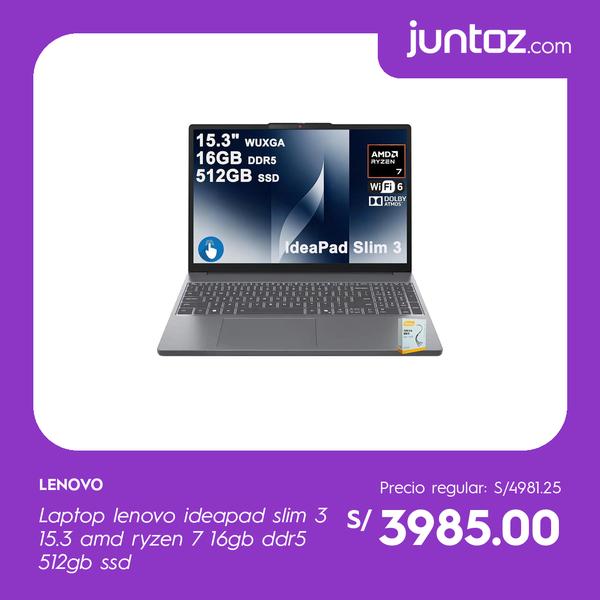 juntoz.com
15.3" WUXGA
16GB DDR5
512GB SSD
AMD
RYZEN
7
WiFi 6
DOLBY
ATMOS
IdeaPad Slim 3
LENOVO
Laptop lenovo ideapad slim 3
15.3 amd ryzen 7 16gb ddr5
512gb ssd
Precio regular: S/4981.25
S/ 3985.00